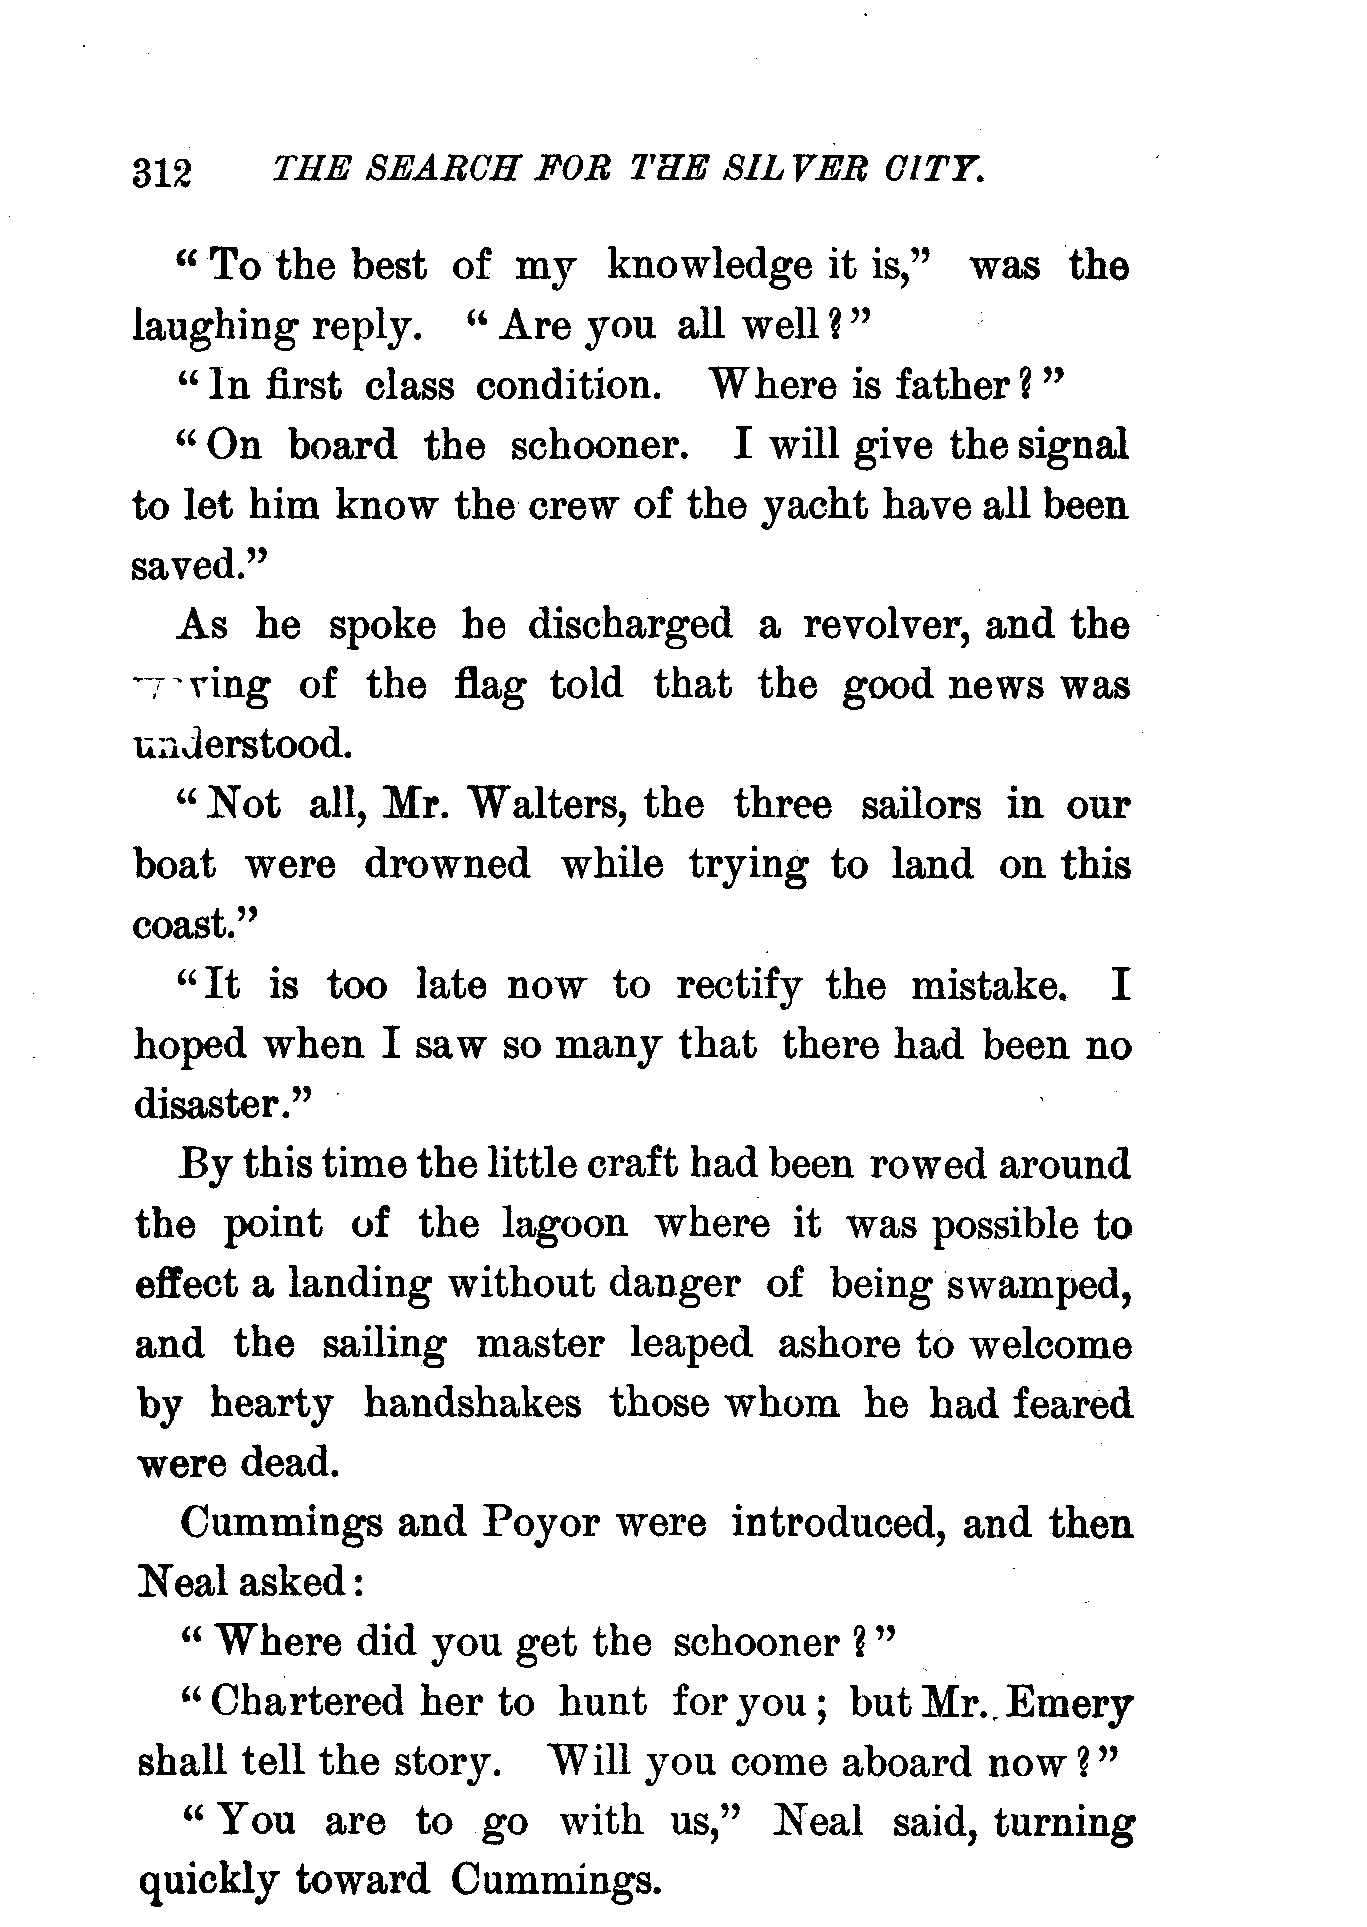 312 THE SEARCH FOR THE SILVER CITY.
“ To the best of my knowledge it is,” was the
laughing reply. “ Are you all well ? ”
“ In first class condition. Where is father ? ”
“ On board the schooner. I will give the signal
to let him know the crew of the yacht have all been
saved.”
As he spoke he discharged a revolver, and the
of the flag told that the good news was
understood.
“ Not all, Mr. Walters, the three sailors in our
boat were drowned while trying to land on this
coast.”
“ It is too late now to rectify the mistake. I
hoped when I saw so many that there had been no
disaster.”
By this time the little craft had been rowed around
the point of the lagoon where it was possible to
effect a landing without danger of being swamped,
and the sailing master leaped ashore to welcome
by hearty handshakes those whom he had feared
were dead.
Cummings and Poyor were introduced, and then
Neal asked :
“ Where did you get the schooner ? ”
“ Chartered her to hunt for you ; but Mr. Emery
shall tell the story. Will you come aboard now ? ”
“ You are to go with us,” Neal said, turning
quickly toward Cummings.